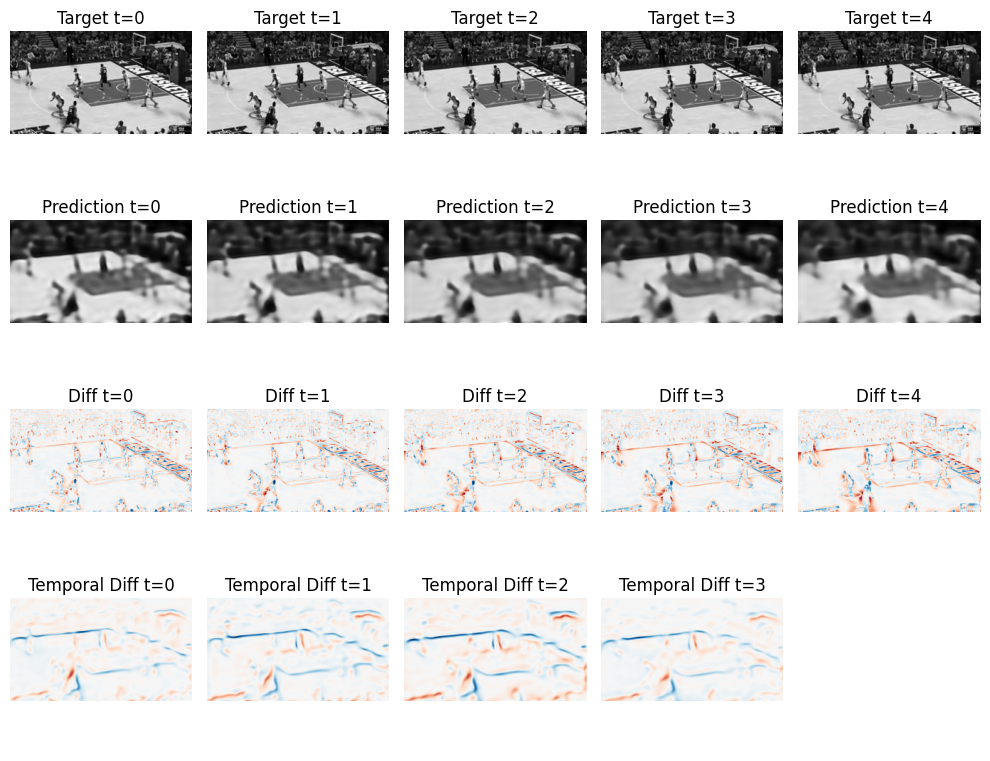 Target t=0 Target t=1 Target t=2 Target t=3 Target t=4
Prediction t=0 Prediction t=1 Prediction t=2 Prediction t=3 Prediction t=4
Diff t=0 Diff t=1 Diff t=2 Diff t=3 Diff t=4
Temporal Diff t=0 Temporal Diff t=1 Temporal Diff t=2 Temporal Diff t=3